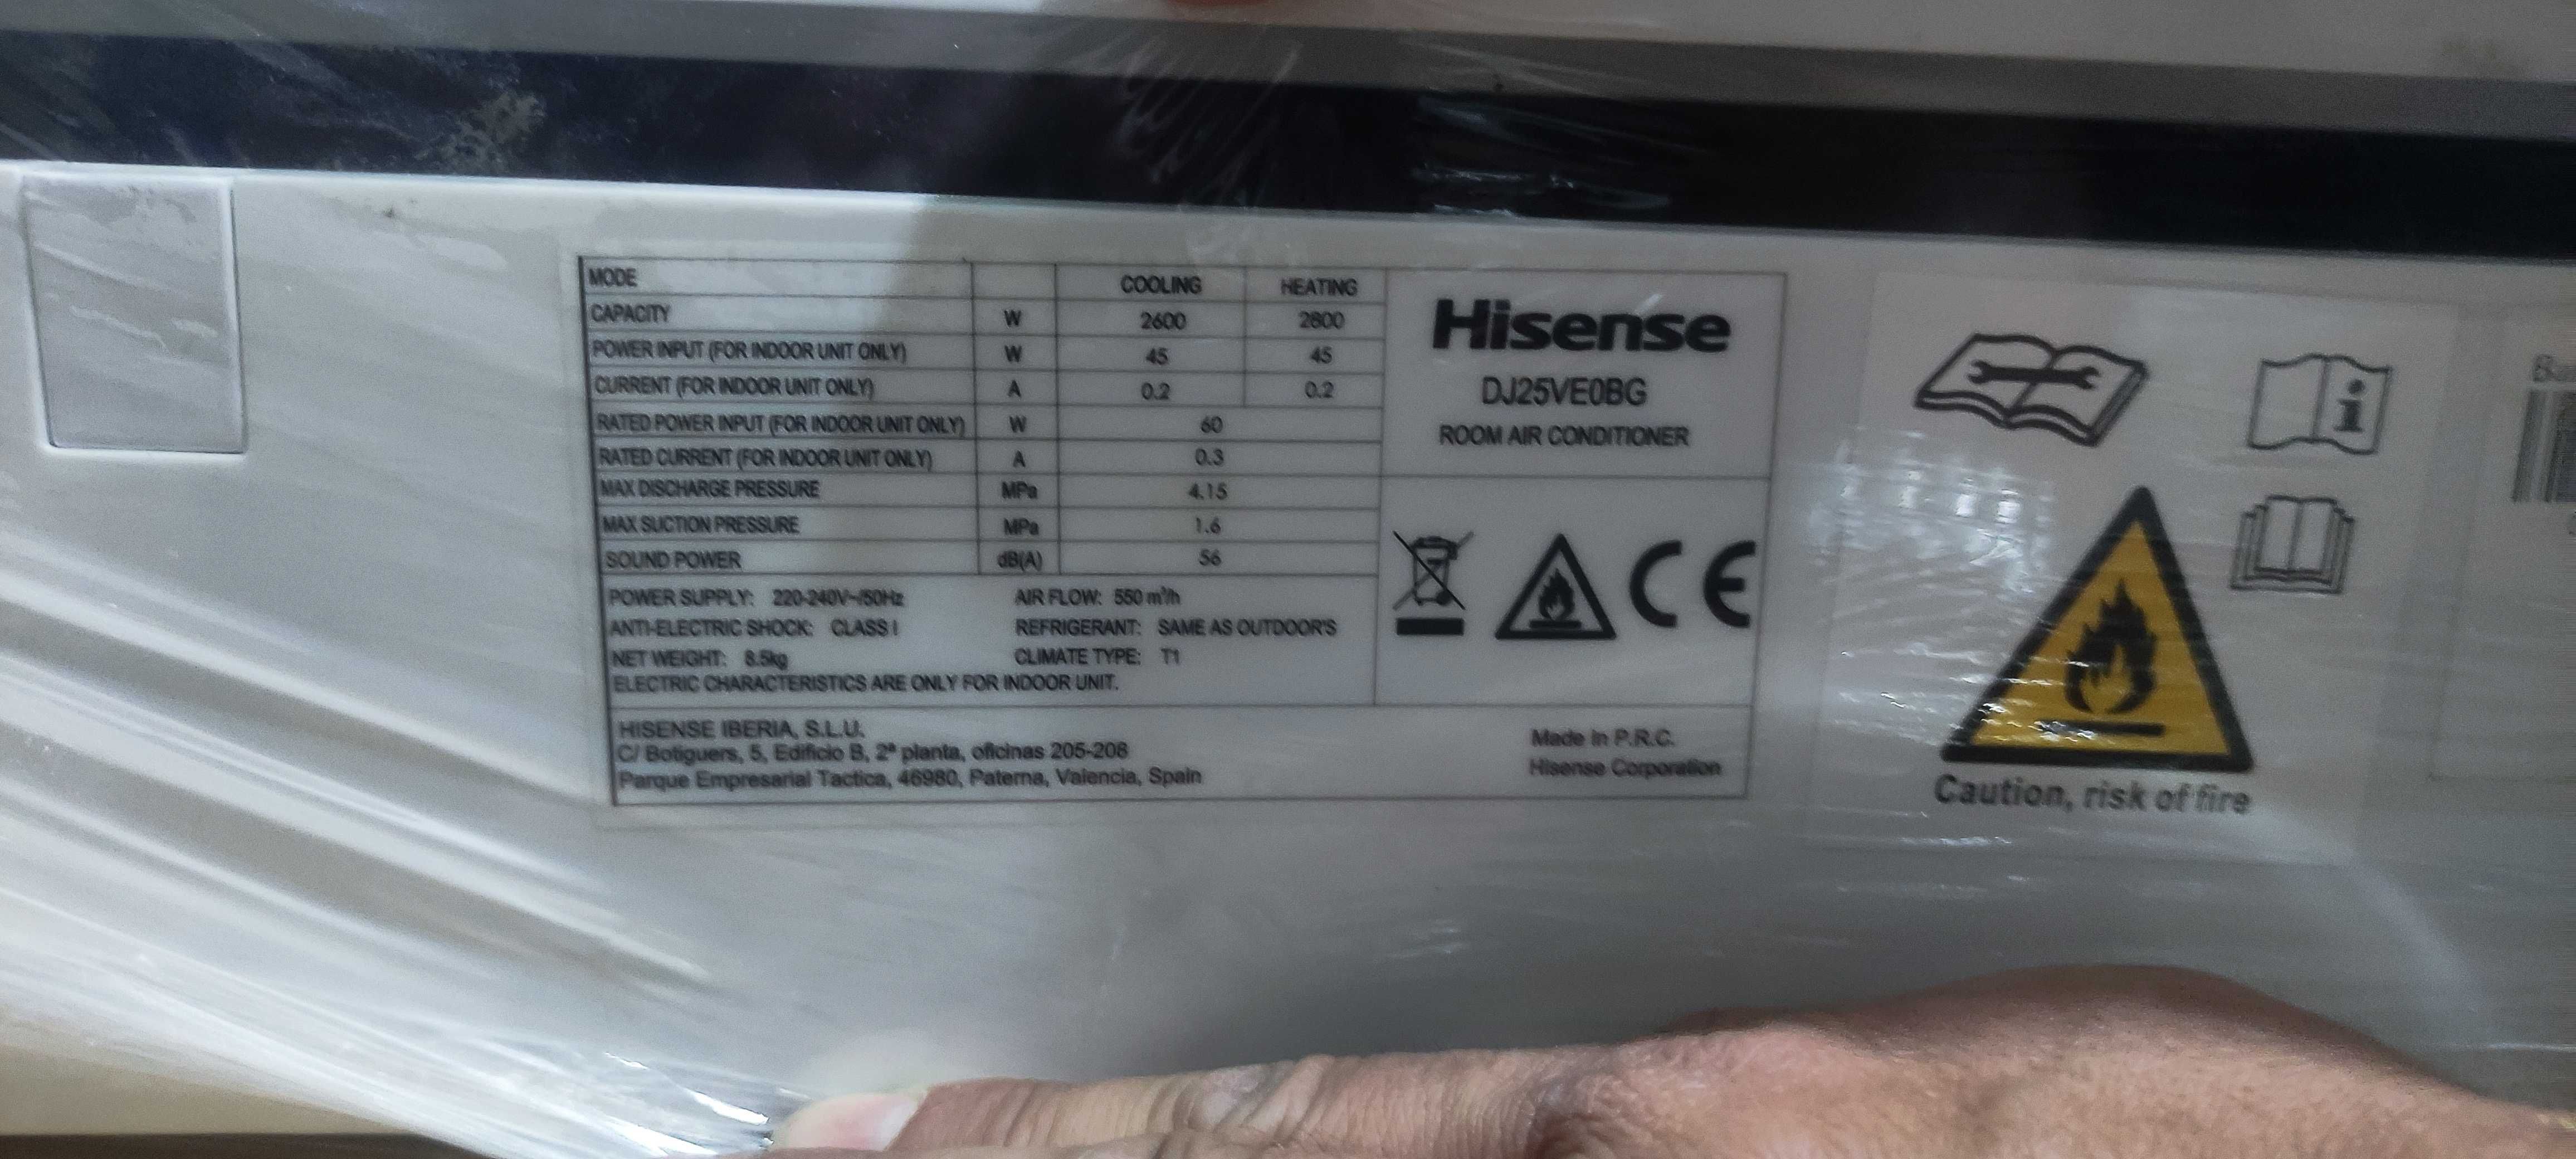 MODE COOLING HEATING
CAPACITY W 2600 2800
POWER INPUT (FOR INDOOR UNIT ONLY) W 45 45
CURRENT (FOR INDOOR UNIT ONLY) A 0.2 0.2
RATED POWER INPUT (FOR INDOOR UNIT ONLY) W 60
RATED CURRENT (FOR INDOOR UNIT ONLY) A 0.3
MAX DISCHARGE PRESSURE MPa 4.15
MAX SUCTION PRESSURE MPa 1.6
SOUND POWER dB(A) 56
POWER SUPPLY: 220-240V~/50Hz AIR FLOW: 550 m³/h
ANTI-ELECTRIC SHOCK: CLASS I REFRIGERANT: SAME AS OUTDOOR'S
NET WEIGHT: 8.5kg CLIMATE TYPE: T1
ELECTRIC CHARACTERISTICS ARE ONLY FOR INDOOR UNIT.
Hisense
DJ25VE0BG
ROOM AIR CONDITIONER
CE
HISENSE IBERIA, S.L.U.
C/ Botiguers, 5, Edificio B, 2ª planta, oficinas 205-208
Parque Empresarial Tactica, 46980, Paterna, Valencia, Spain
Made in P.R.C.
Hisense Corporation
Caution, risk of fire